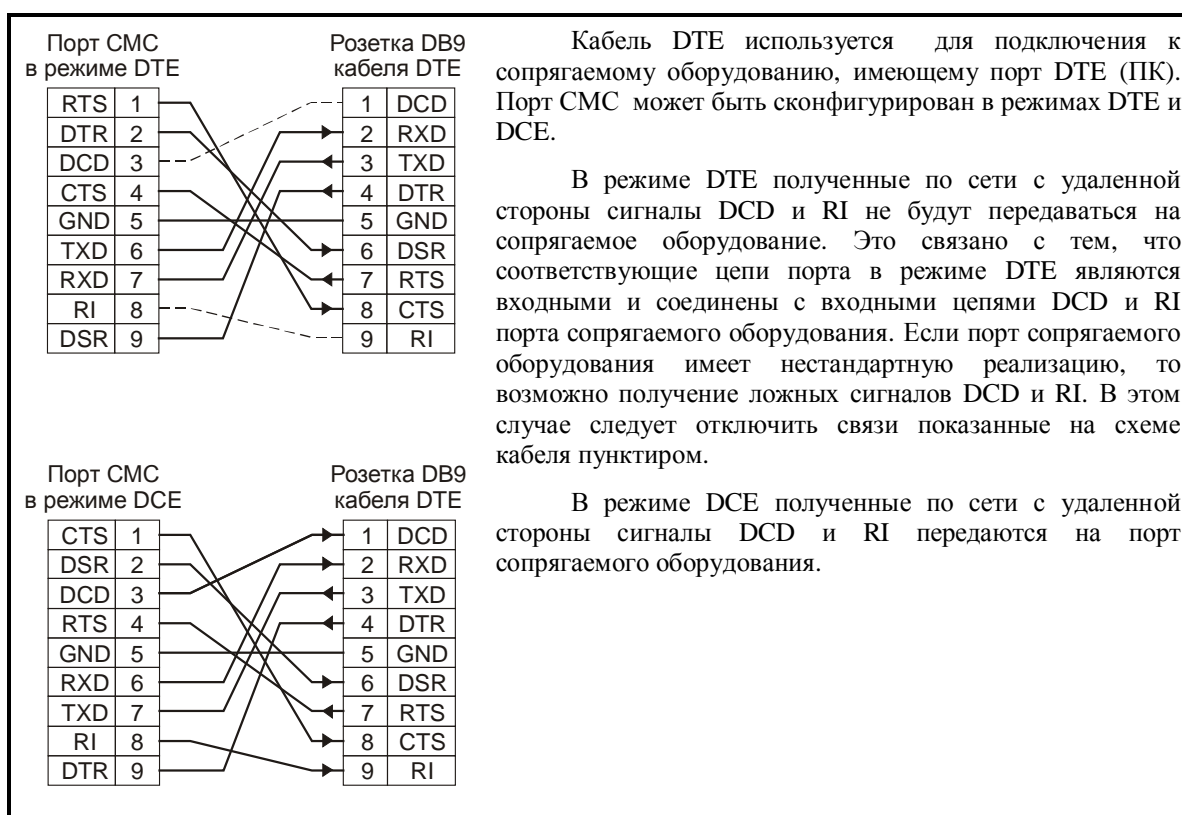 Порт СМС
в режиме DTE
Розетка DB9
кабеля DTE
RTS 1 1 DCD
DTR 2 2 RXD
DCD 3 3 TXD
CTS 4 4 DTR
GND 5 5 GND
TXD 6 6 DSR
RXD 7 7 RTS
RI 8 8 CTS
DSR 9 9 RI
Порт СМС
в режиме DCE
Розетка DB9
кабеля DTE
CTS 1 1 DCD
DSR 2 2 RXD
DCD 3 3 TXD
RTS 4 4 DTR
GND 5 5 GND
RXD 6 6 DSR
TXD 7 7 RTS
RI 8 8 CTS
DTR 9 9 RI
Кабель DTE используется для подключения к
сопрягаемому оборудованию, имеющему порт DTE (ПК).
Порт СМС может быть сконфигурирован в режимах DTE и
DCE.
В режиме DTE полученные по сети с удаленной
стороны сигналы DCD и RI не будут передаваться на
сопрягаемое оборудование. Это связано с тем, что
соответствующие цепи порта в режиме DTE являются
входными и соединены с входными цепями DCD и RI
порта сопрягаемого оборудования. Если порт сопрягаемого
оборудования имеет нестандартную реализацию, то
возможно получение ложных сигналов DCD и RI. В этом
случае следует отключить связи показанные на схеме
кабеля пунктиром.
В режиме DCE полученные по сети с удаленной
стороны сигналы DCD и RI передаются на порт
сопрягаемого оборудования.